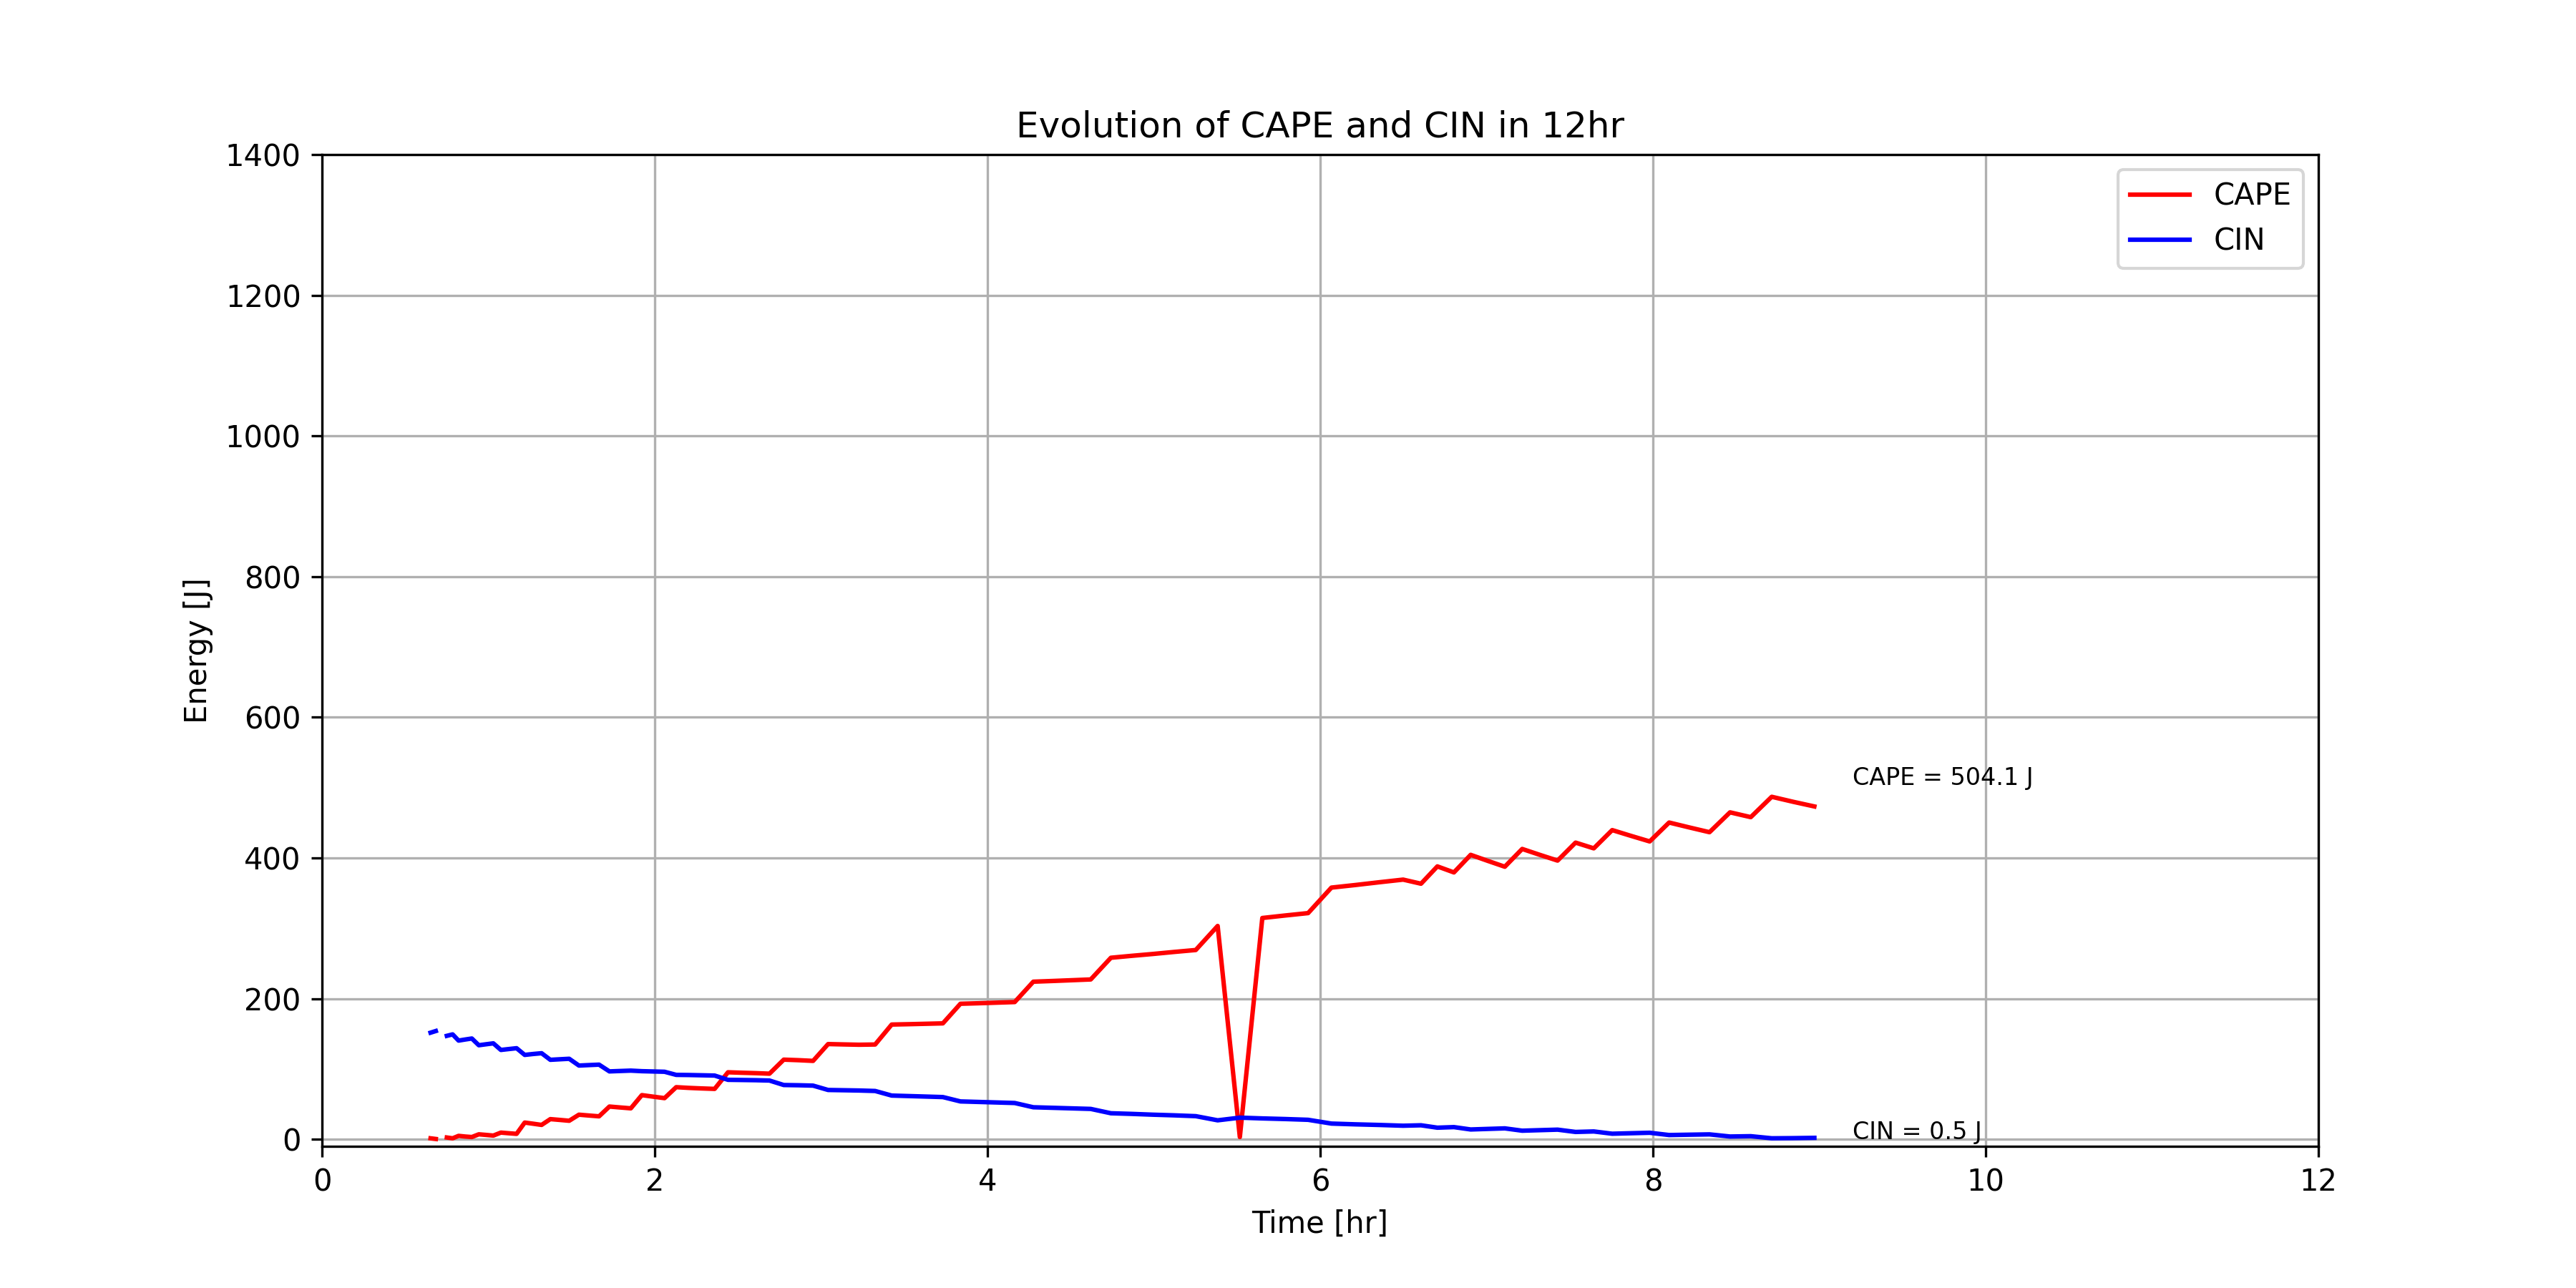 Evolution of CAPE and CIN in 12hr
1400
1200
1000
800
600
400
200
0
Energy [J]
CAPE
CIN
CAPE = 504.1 J
CIN = 0.5 J
0 2 4 6 8 10 12
Time [hr]